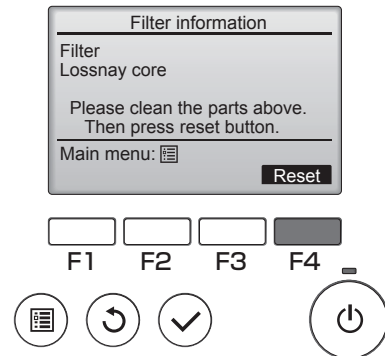 Filter information
Filter
Lossnay core
Please clean the parts above.
Then press reset button.
Main menu:
Reset
F1 F2 F3 F4